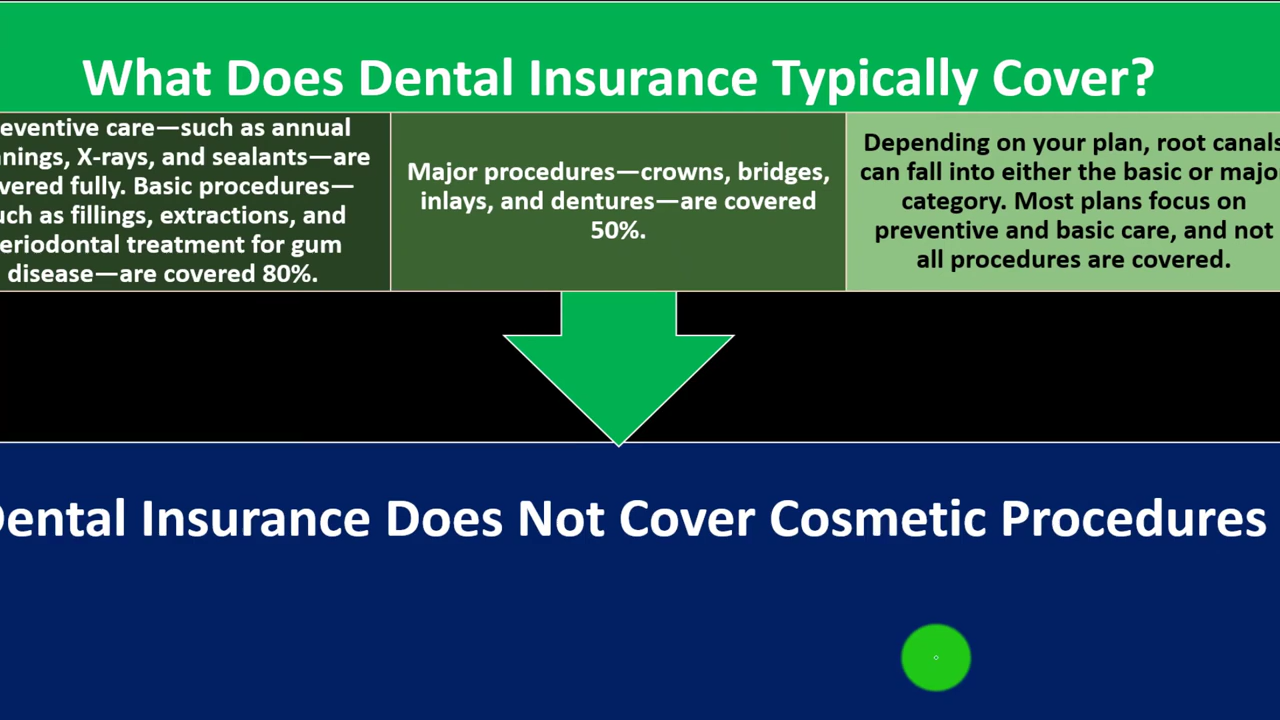 What Does Dental Insurance Typically Cover?
eventive care—such as annual
nings, X-rays, and sealants—are
vered fully. Basic procedures—
uch as fillings, extractions, and
eriodontal treatment for gum
disease—are covered 80%.
Major procedures—crowns, bridges,
inlays, and dentures—are covered
50%.
Depending on your plan, root canals
can fall into either the basic or majo
category. Most plans focus on
preventive and basic care, and not
all procedures are covered.
Dental Insurance Does Not Cover Cosmetic Procedures